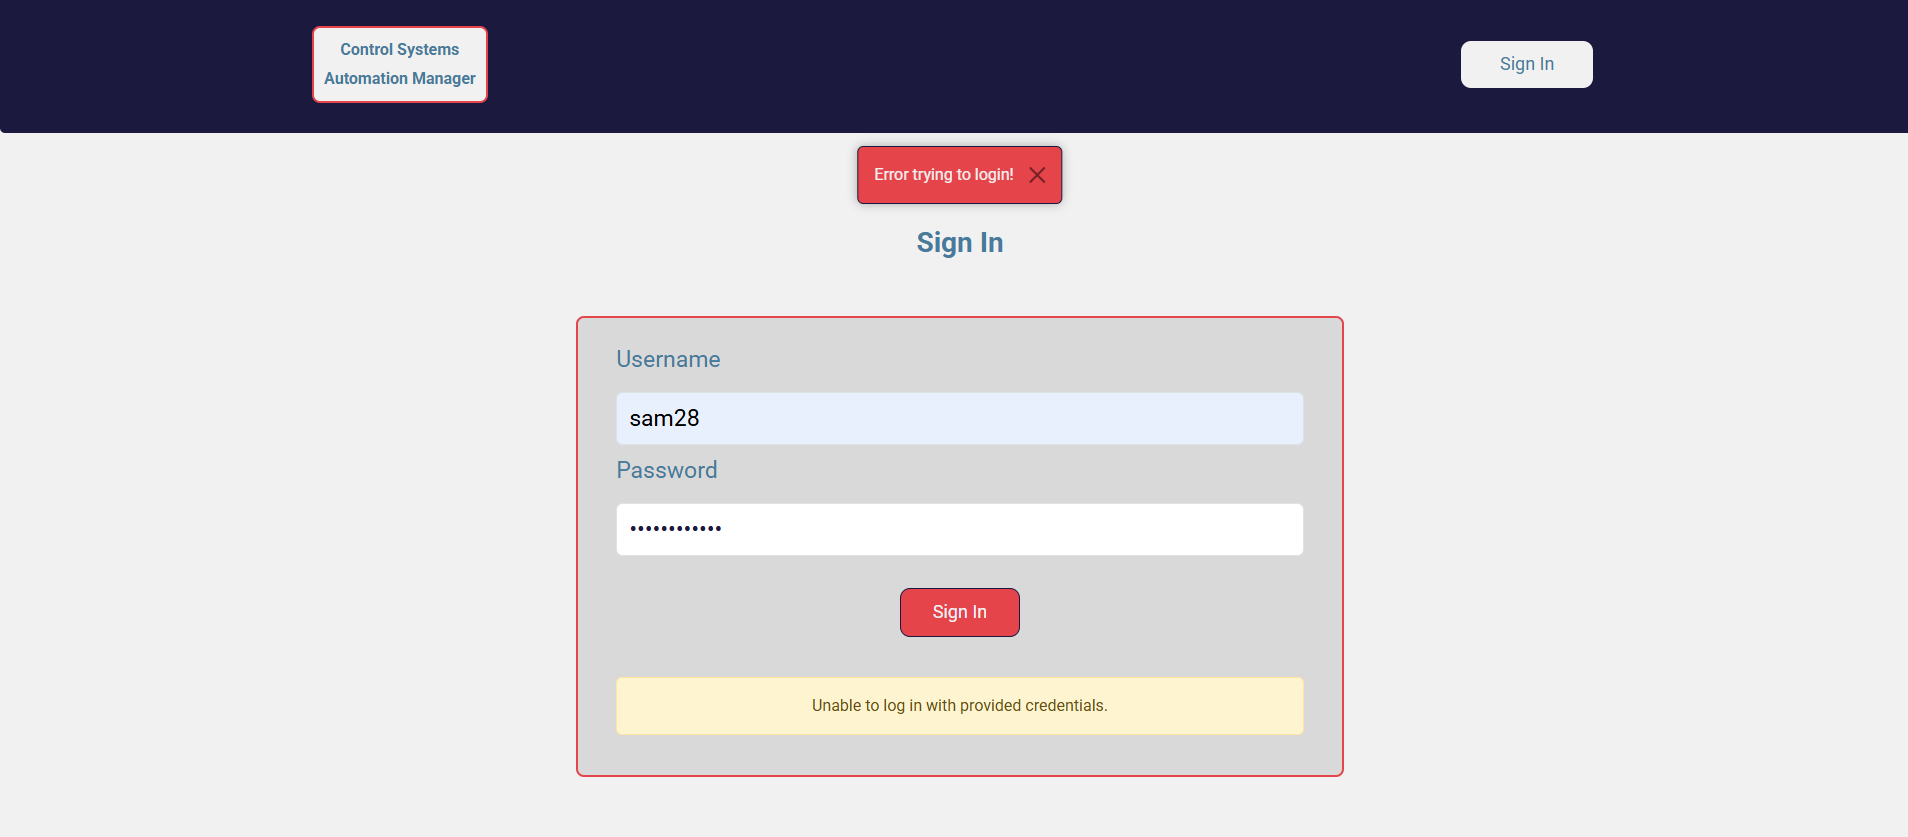 Control Systems
Automation Manager
Sign In
Error trying to login!
Sign In
Username
sam28
Password
••••••••••••
Sign In
Unable to log in with provided credentials.